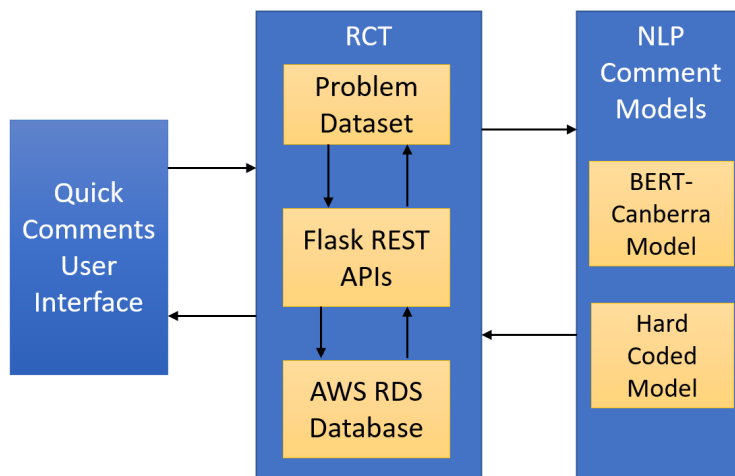 Quick
Comments
User
Interface
RCT
Problem
Dataset
Flask REST
APIs
AWS RDS
Database
NLP
Comment
Models
BERT-
Canberra
Model
Hard
Coded
Model